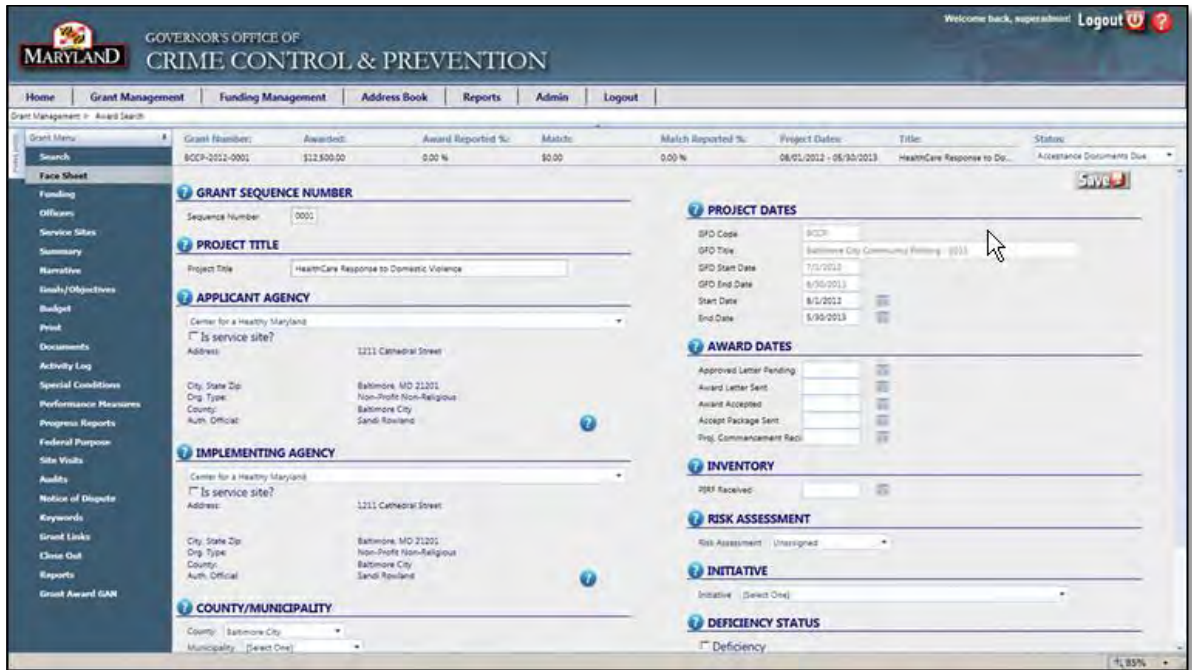 Welcome back, superadmin! Logout
MARYLAND
GOVERNOR'S OFFICE OF
CRIME CONTROL & PREVENTION
Home Grant Management Funding Management Address Book Reports Admin Logout
Grant Management > Award Search
Grant Menu
Search
Face Sheet
Funding
Officers
Service Sites
Summary
Narrative
Goals/Objectives
Budget
Print
Documents
Activity Log
Special Conditions
Performance Measures
Progress Reports
Federal Purpose
Site Visits
Audits
Notice of Dispute
Keywords
Grant Links
Close Out
Reports
Grant Award GAN
Grant Number: Awarded: Award Reported %: Match: Match Reported %: Project Dates: Title: Status:
BCCP-2012-0001 $12,500.00 0.00 % $0.00 0.00 % 08/01/2012 - 05/30/2013 HealthCare Response to Do... Acceptance Documents Due
Save
GRANT SEQUENCE NUMBER
Sequence Number 0001
PROJECT TITLE
Project Title HealthCare Response to Domestic Violence
APPLICANT AGENCY
Center for a Healthy Maryland
Is service site?
Address: 1211 Cathedral Street
City, State Zip: Baltimore, MD 21201
Org. Type: Non-Profit Non-Religious
County: Baltimore City
Auth. Official: Sandi Rowland
IMPLEMENTING AGENCY
Center for a Healthy Maryland
Is service site?
Address: 1211 Cathedral Street
City, State Zip: Baltimore, MD 21201
Org. Type: Non-Profit Non-Religious
County: Baltimore City
Auth. Official: Sandi Rowland
COUNTY/MUNICIPALITY
County: Baltimore City
Municipality: [Select One]
PROJECT DATES
GFO Code BCCP
GFO Title Baltimore City Community
GFO Start Date
GFO End Date 6/30/2013
Start Date 8/1/2012
End Date 5/30/2013
AWARD DATES
Approved Letter Pending
Award Letter Sent
Award Accepted
Accept Package Sent
Proj. Commencement
INVENTORY
Received
RISK ASSESSMENT
Risk Assessment Unassigned
INITIATIVE
Initiative [Select One]
DEFICIENCY STATUS
Deficiency
85%